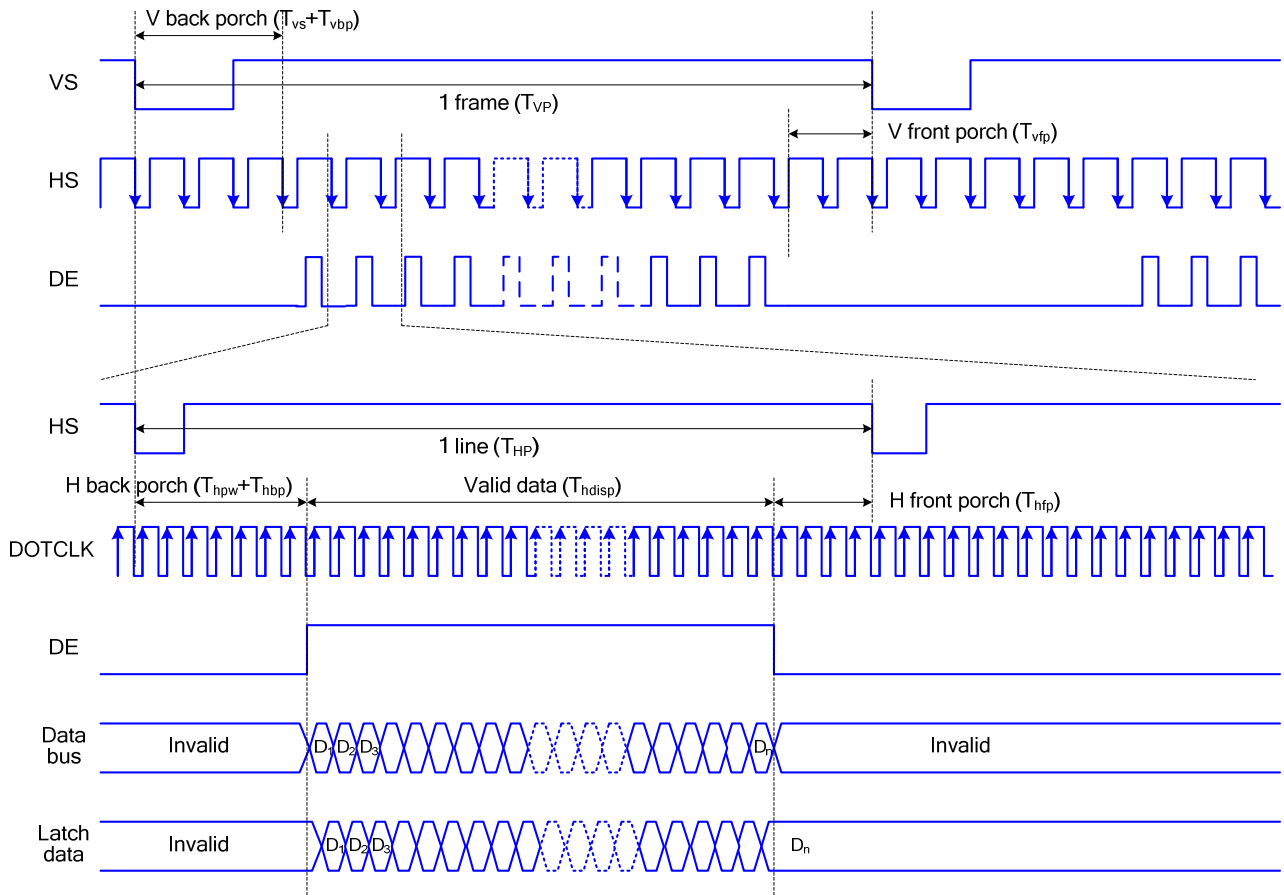 V back porch (Tvs+Tvbp)
VS
1 frame (TVP)
V front porch (Tvfp)
HS
DE
HS
1 line (THP)
H back porch (Thpw+Thbp)
Valid data (Thdisp)
H front porch (Thfp)
DOTCLK
DE
Data
bus
Invalid
D1 D2 D3
Dn
Invalid
Latch
data
Invalid
D1 D2 D3
Dn